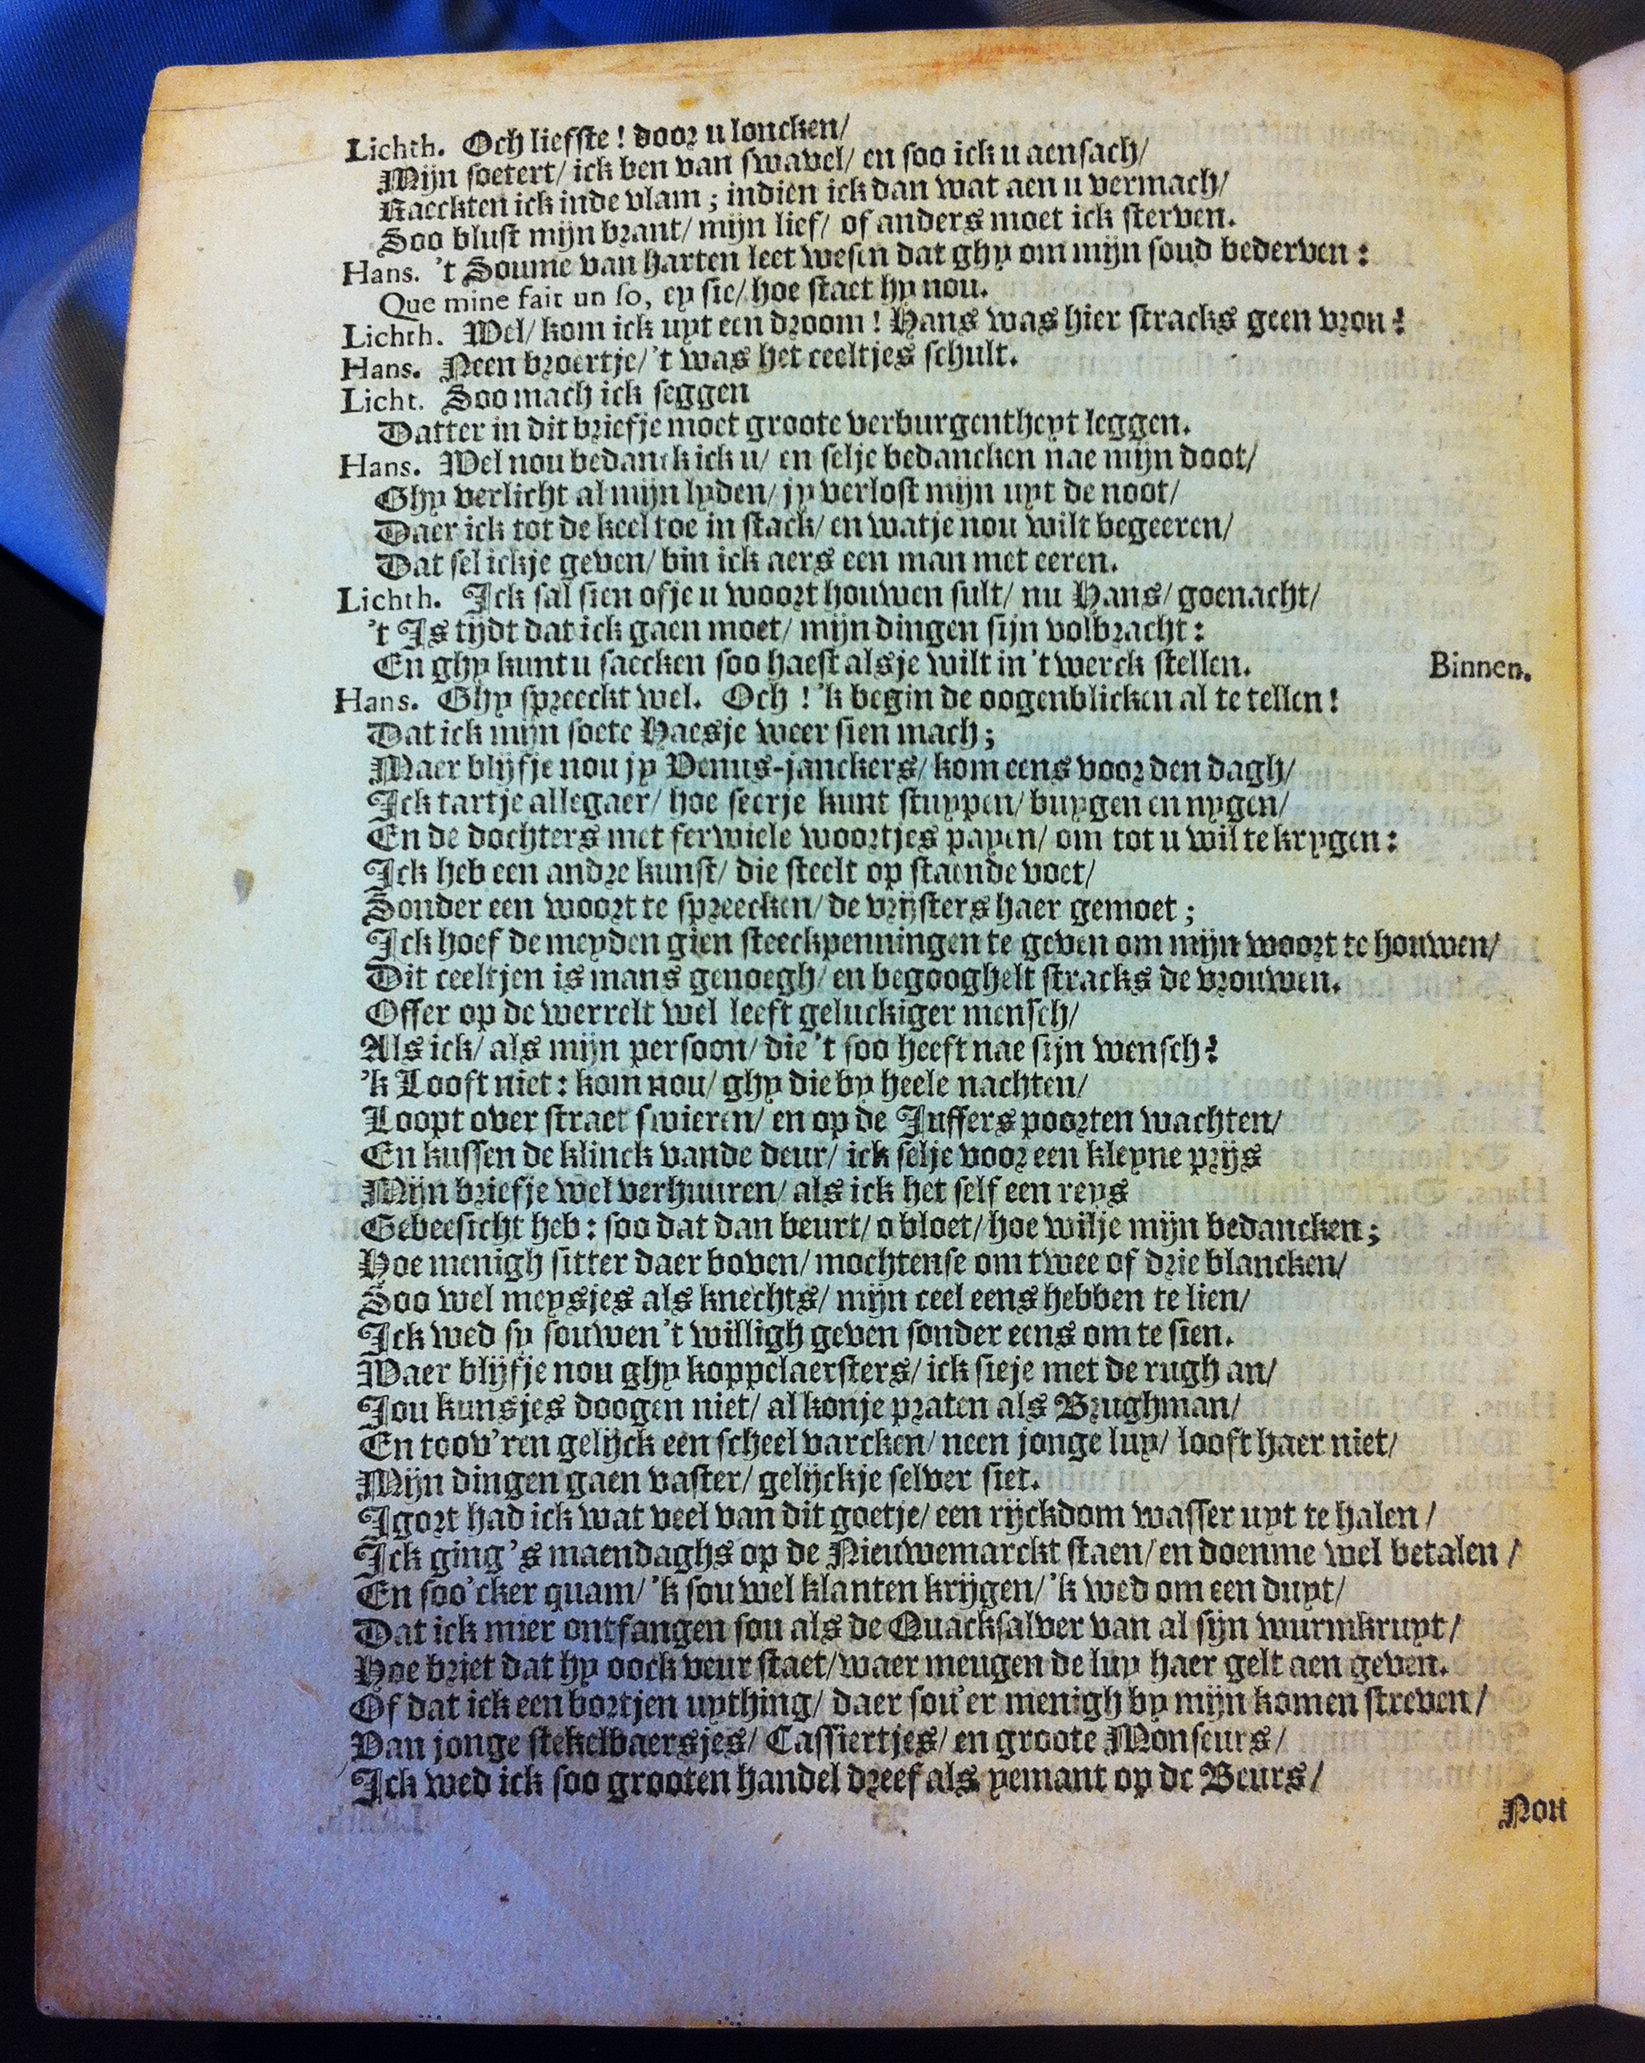 Lichth. Och liefste! door u loncken/
Mijn soetert/ ick ben van swavel/ en soo ick u aensach/
Raeckten ick inde vlam; indien ick dan wat aen u vermach/
Soo blust mijn brant/ mijn lief/ of anders moet ick sterven.
Hans. 't Soume van harten leet wesen dat ghy om mijn soud bederven:
Que mine fait un so, ey sie/ hoe staet hy nou.
Lichth. Wel/ kom ick uyt een droom! Hans was hier stracks geen vrou?
Hans. Neen broertje/ 't was het ceeltjes schult.
Licht. Soo mach ick seggen
Datter in dit briefje moet groote verburgentheyt leggen.
Hans. Wel nou bedanck ick u/ en selje bedancken nae mijn doot/
Ghy verlicht al mijn lyden/ jy verlost mijn uyt de noot/
Daer ick tot de keel toe in stack/ en watje nou wilt begeeren/
Dat sel ickje geven/ bin ick aers een man met eeren.
Lichth. Ick sal sien ofje u woort houwen sult/ nu Hans/ goenacht/
't Is tijdt dat ick gaen moet/ mijn dingen sijn volbracht:
En ghy kunt u saecken soo haest alsje wilt in 't werck stellen. Binnen.
Hans. Ghy spreeckt wel. Och! 'k begin de oogenblicken al te tellen!
Dat ick mijn soete Haesje weer sien mach;
Maer blijfje nou jy Venus-janckers/ kom eens voor den dagh/
Ick tartje allegaer/ hoe seerje kunt stuypen/ buygen en nygen/
En de dochters met ferwiele woortjes payen/ om tot u wil te krygen:
Ick heb een andre kunst/ die steelt op staende voet/
Sonder een woort te spreecken/ de vrijsters haer gemoet;
Ick hoef de meyden gien steeckpenningen te geven om mijn woort te houwen/
Dit ceeltjen is mans genoegh/ en begooghelt stracks de vrouwen.
Offer op de werrelt wel leeft geluckiger mensch/
Als ick/ als mijn persoon/ die 't soo heeft nae sijn wensch?
'k Looft niet: kom nou/ ghy die by heele nachten/
Loopt over straet swieren/ en op de Juffers poorten wachten/
En kussen de klinck vande deur/ ick selje voor een kleyne prijs
Mijn briefje wel verhuuren/ als ick het self een reys
Gebeesicht heb: soo dat dan beurt/ o bloet/ hoe wilje mijn bedancken;
Hoe menigh sitter daer boven/ mochtense om twee of drie blancken/
Soo wel meysjes als knechts/ mijn ceel eens hebben te lien/
Ick wed sy souwen 't willigh geven sonder eens om te sien.
Waer blijfje nou ghy koppelaersters/ ick sieje met de rugh an/
Jou kunsjes doogen niet/ al konje praten als Brughman/
En toov'ren gelijck een scheel varcken/ neen jonge luy/ looft haer niet/
Mijn dingen gaen vaster/ gelijckje selver siet.
Igort had ick wat veel van dit goetje/ een rijckdom wasser uyt te halen/
Ick ging 's maendaghs op de Nieuwemarckt staen/ en doenme wel betalen/
En soo'cker quam/ 'k sou wel klanten krijgen/ 'k wed om een duyt/
Dat ick mier ontfangen sou als de Quacksalver van al sijn wurmkruyt/
Hoe briet dat hy oock veur staet/ waer meugen de luy haer gelt aen geven.
Of dat ick een bortjen uything/ daer sou'er menigh by mijn komen streven/
Van jonge stekelbaersjes/ Cassiertjes/ en groote Monseurs/
Ick wed ick soo grooten handel dreef als yemant op de Beurs/
Nou